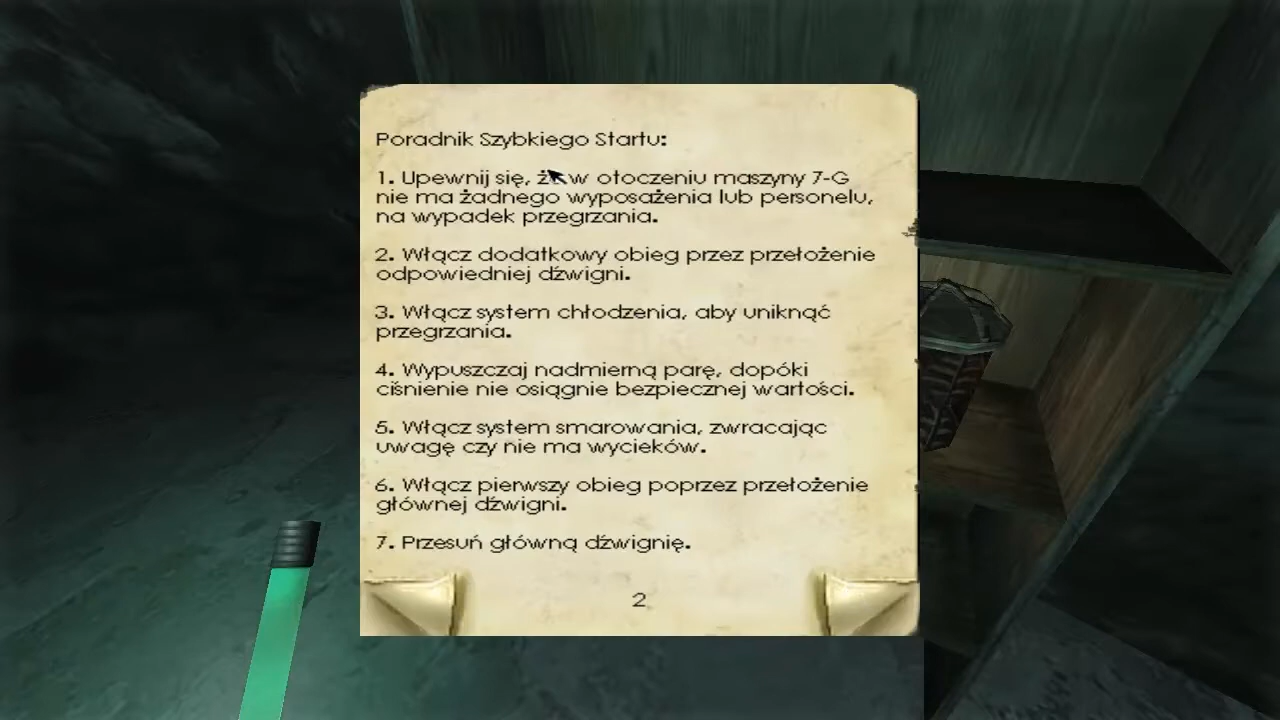 Poradnik Szybkiego Startu:
1. Upewnij się, że w otoczeniu maszyny 7-G
nie ma żadnego wyposażenia lub personelu,
na wypadek przegrzania.
2. Włącz dodatkowy obieg przez przełożenie
odpowiedniej dźwigni.
3. Włącz system chłodzenia, aby uniknąć
przegrzania.
4. Wypuszczaj nadmierną parę, dopóki
ciśnienie nie osiągnie bezpiecznej wartości.
5. Włącz system smarowania, zwracając
uwagę czy nie ma wycieków.
6. Włącz pierwszy obieg poprzez przełożenie
głównej dźwigni.
7. Przesuń główną dźwignię.
2